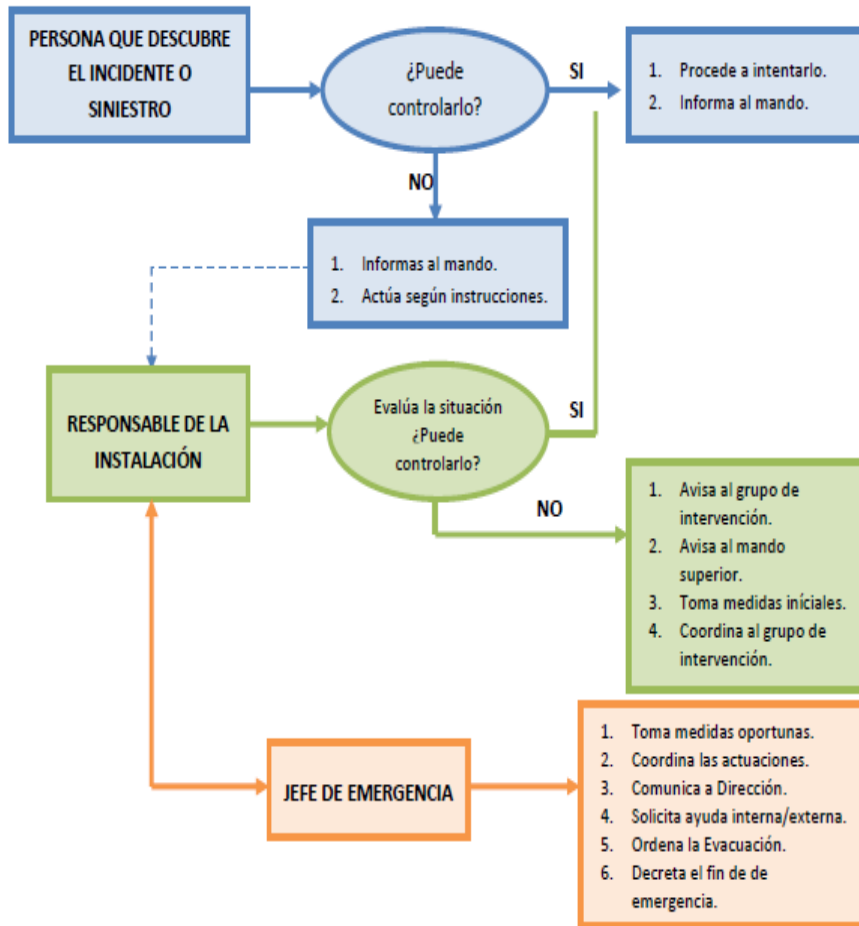 PERSONA QUE DESCUBRE
EL INCIDENTE O
SINIESTRO
¿Puede
controlarlo?
SI
1. Procede a intentarlo.
2. Informa al mando.
NO
1. Informas al mando.
2. Actúa según instrucciones.
RESPONSABLE DE LA
INSTALACIÓN
Evalúa la situación
¿Puede
controlarlo?
SI
NO
1. Avisa al grupo de
intervención.
2. Avisa al mando
superior.
3. Toma medidas iníciales.
4. Coordina al grupo de
intervención.
JEFE DE EMERGENCIA
1. Toma medidas oportunas.
2. Coordina las actuaciones.
3. Comunica a Dirección.
4. Solicita ayuda interna/externa.
5. Ordena la Evacuación.
6. Decreta el fin de de
emergencia.